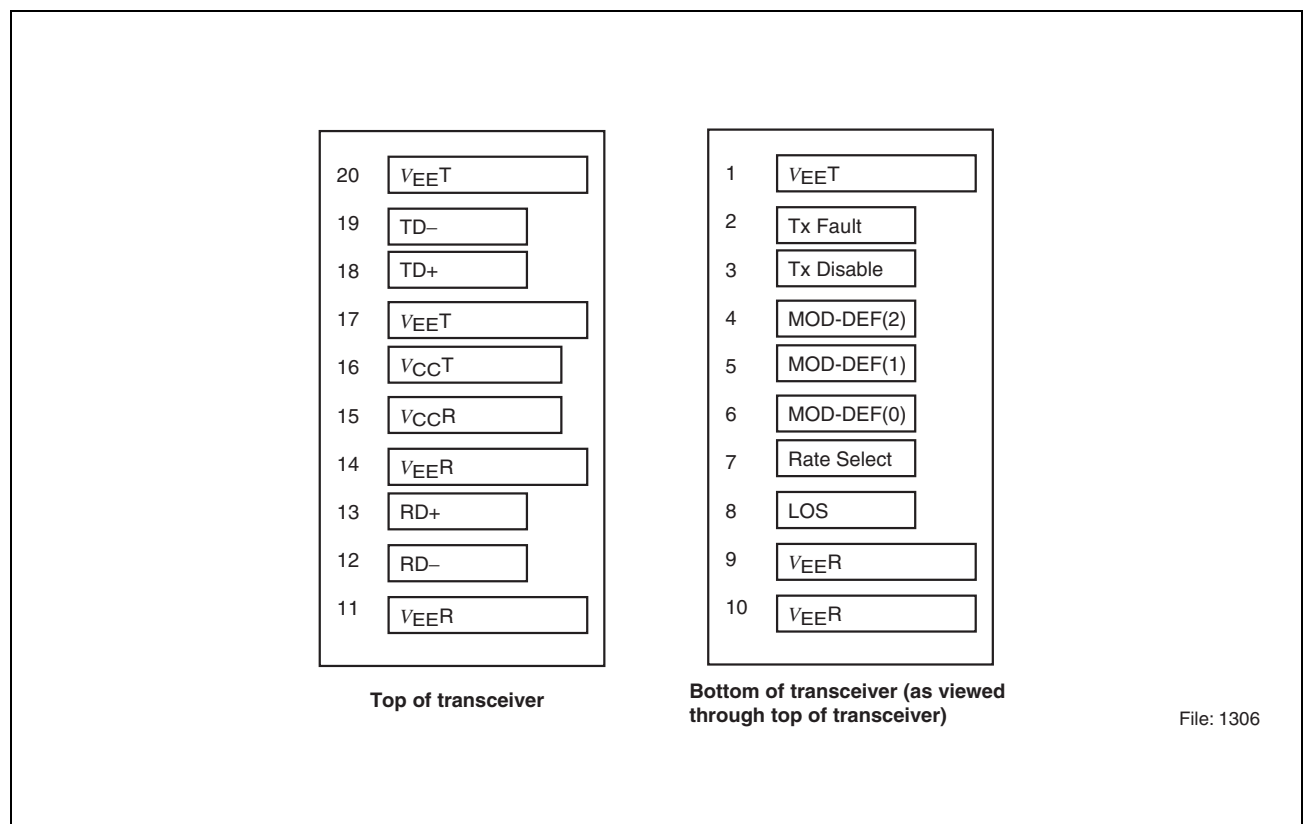 20 VEET
19 TD–
18 TD+
17 VEET
16 VCCT
15 VCCR
14 VEER
13 RD+
12 RD–
11 VEER
Top of transceiver
1 VEET
2 Tx Fault
3 Tx Disable
4 MOD-DEF(2)
5 MOD-DEF(1)
6 MOD-DEF(0)
7 Rate Select
8 LOS
9 VEER
10 VEER
Bottom of transceiver (as viewed
through top of transceiver)
File: 1306